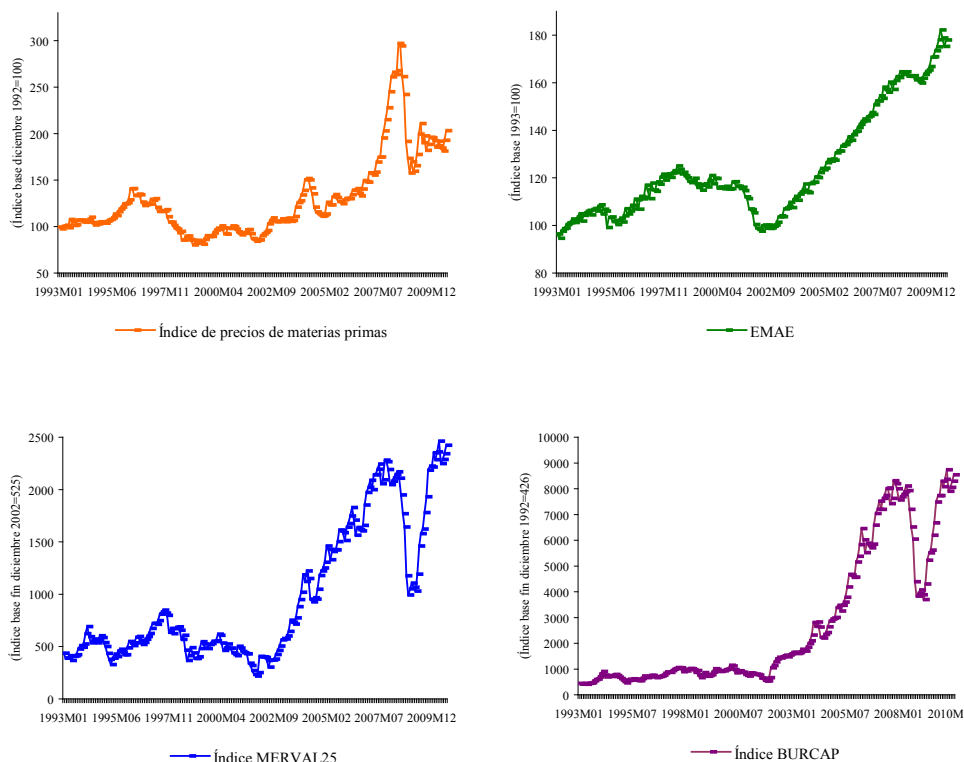 (Índice base diciembre 1992=100)
300
250
200
150
100
50
1993M01 1995M06 1997M11 2000M04 2002M09 2005M02 2007M07 2009M12
Índice de precios de materias primas
(Índice base 1993=100)
180
160
140
120
100
80
1993M01 1995M06 1997M11 2000M04 2002M09 2005M02 2007M07 2009M12
EMAE
(Índice base fin diciembre 2002=525)
2500
2000
1500
1000
500
0
1993M01 1995M06 1997M11 2000M04 2002M09 2005M02 2007M07 2009M12
Índice MERVAL25
(Índice base fin diciembre 1992=426)
10000
9000
8000
7000
6000
5000
4000
3000
2000
1000
0
1993M01 1995M07 1998M01 2000M07 2003M01 2005M07 2008M01 2010M
Índice BURCAP